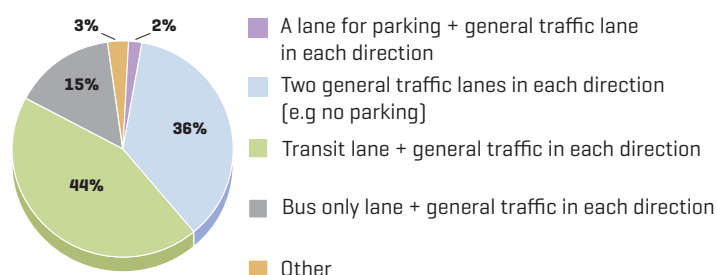 3%
2%
15%
36%
44%
A lane for parking + general traffic lane
in each direction
Two general traffic lanes in each direction
(e.g no parking)
Transit lane + general traffic in each direction
Bus only lane + general traffic in each direction
Other